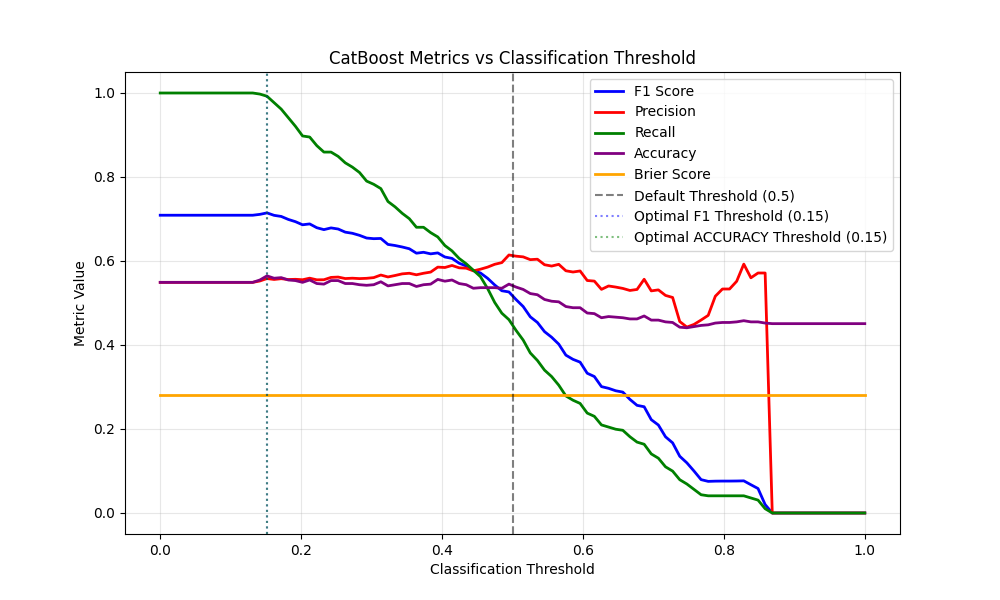 CatBoost Metrics vs Classification Threshold
1.0
0.8
0.6
0.4
0.2
0.0
Metric Value
F1 Score
Precision
Recall
Accuracy
Brier Score
Default Threshold (0.5)
Optimal F1 Threshold (0.15)
Optimal ACCURACY Threshold (0.15)
0.0 0.2 0.4 0.6 0.8 1.0
Classification Threshold